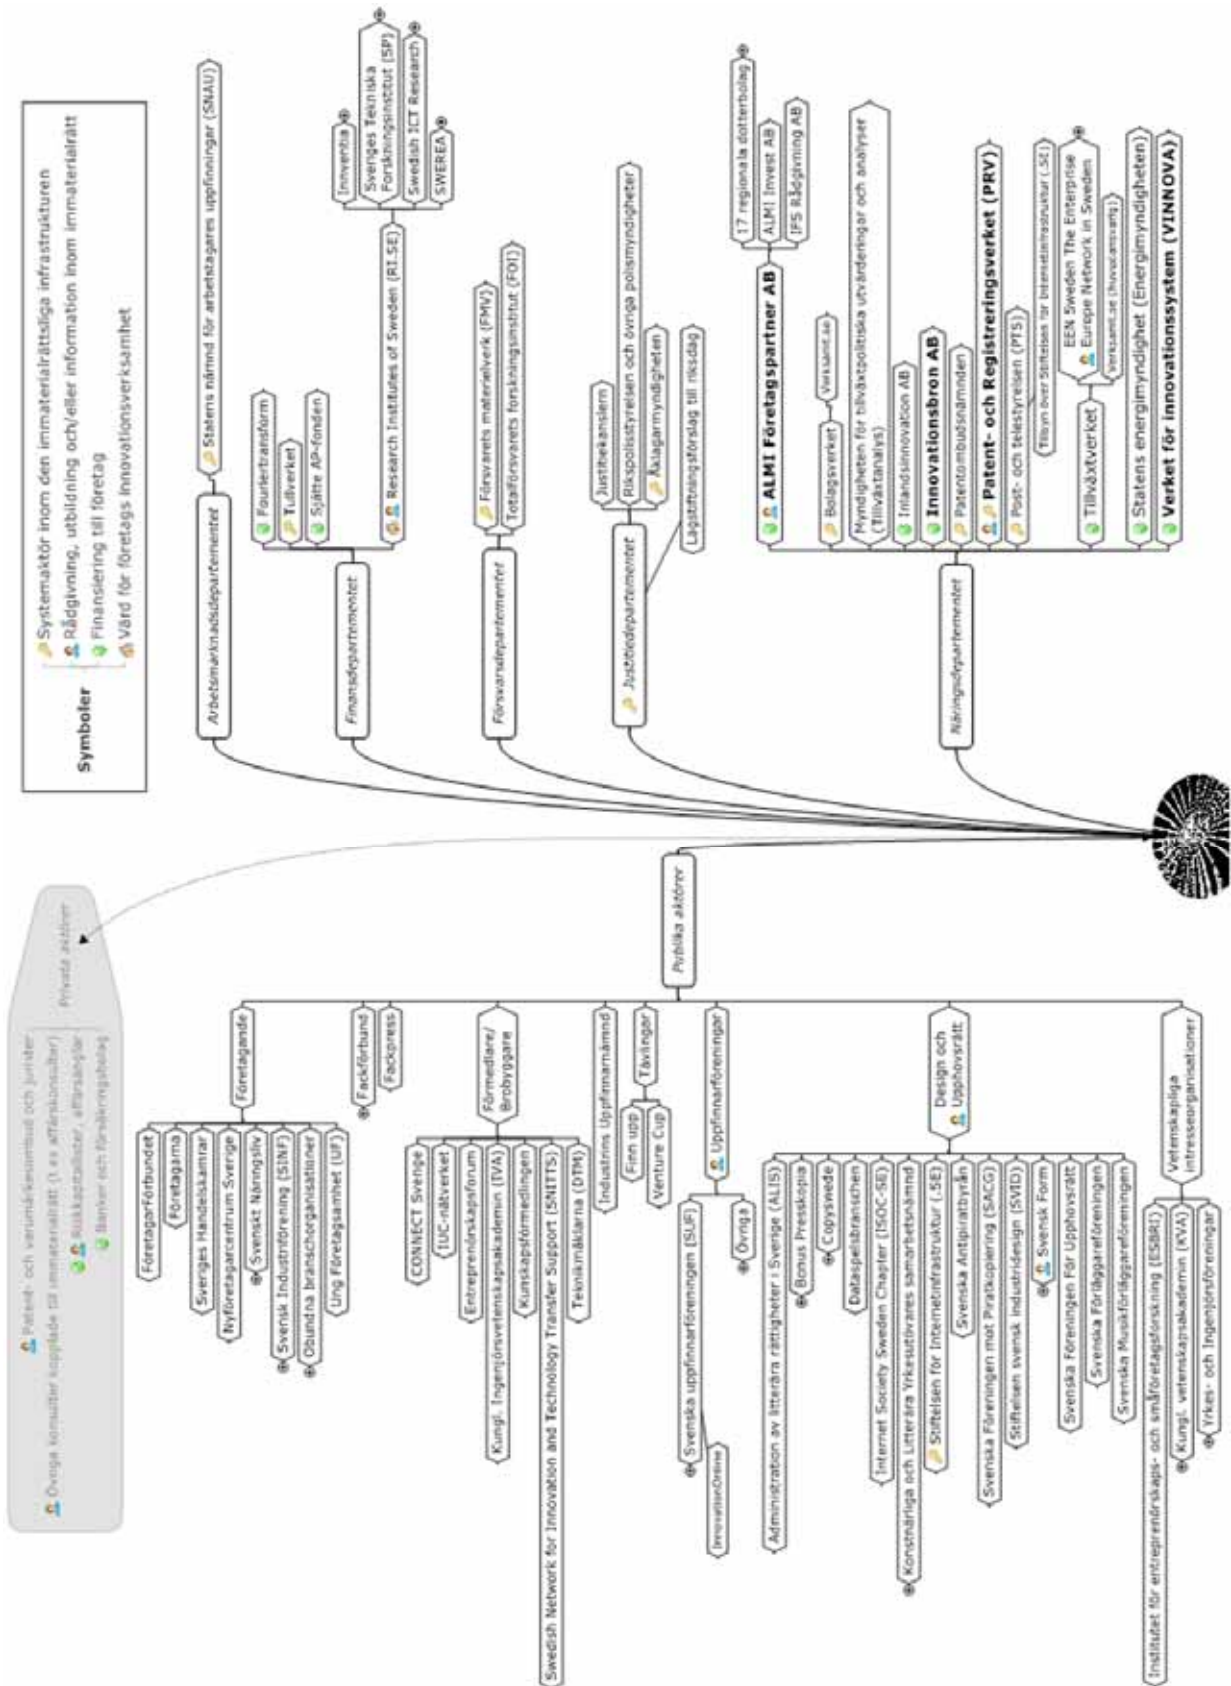 Symboler
Systemaktör inom den immaterialrättsliga infrastrukturen
Rådgivning, utbildning och/eller information inom immaterialrätt
Finansiering till företag
Värd för företags innovationsverksamhet
Arbetsmarknadsdepartementet
Statens nämnd för arbetstagares uppfinningar (SNAU)
Finansdepartementet
Fouriertransform
Tullverket
Sjätte AP-fonden
Research Institutes of Sweden (RI.SE)
Innventia
Sveriges Tekniska
Forskningsinstitut (SP)
Swedish ICT Research
SWEREA
Försvarsdepartementet
Försvarets materielverk (FMV)
Totalförsvarets forskningsinstitut (FOI)
Justitiedepartementet
Justitiekanslern
Rikspolisstyrelsen och övriga polismyndigheter
Åklagarmyndigheten
Lagstiftningsförslag till riksdag
Näringsdepartementet
ALMI Företagspartner AB
17 regionala dotterbolag
ALMI Invest AB
IFS Rådgivning AB
Bolagsverket
Verksamt.se
Myndigheten för tillväxtpolitiska utvärderingar och analyser
(Tillväxtanalys)
Inlandsinnovation AB
Innovationsbron AB
Patentombudsnämnden
Patent- och Registreringsverket (PRV)
Post- och telestyrelsen (PTS)
Tillsyn över Stiftelsen för Internetinfrastruktur (.SE)
Tillväxtverket
EEN Sweden The Enterprise
Europe Network in Sweden
Verksamt.se (huvudansvarig)
Statens energimyndighet (Energimyndigheten)
Verket för innovationssystem (VINNOVA)
Private aktörer
Patent- och varumärkesombud och jurister
Övriga konsulter kopplade till immaterialrätt (t ex affärskonsulter)
Riskkapitalister, affärsänglar
Banker och försäkringsbolag
Publika aktörer
Företagande
Företagarförbundet
Företagarna
Sveriges Handelskamrar
Nyföretagarcentrum Sverige
Svenskt Näringsliv
Svensk Industriförening (SINF)
Obundna branschorganisationer
Ung Företagsamhet (UF)
Fackförbund
Fackpress
Förmedlare/
Brobyggare
CONNECT Sverige
IUC-nätverket
Entreprenörskapsforum
Kungl. Ingenjörsvetenskapsakademin (IVA)
Kunskapsförmedlingen
Swedish Network for Innovation and Technology Transfer Support (SNITTS)
Teknikmäklarna (DTM)
Industrins Uppfinnarnämnd
Tävlingar
Finn upp
Venture Cup
Uppfinnarföreningar
Svenska uppfinnarföreningen (SUF)
InnovationOnline
Övriga
Design och
Upphovsrätt
Administration av litterära rättigheter i Sverige (ALIS)
Bonus Presskopia
Copyswede
Dataspelsbranschen
Internet Society Sweden Chapter (ISOC-SE)
Konstnärliga och Litterära Yrkesutövares samarbetsnämnd
Stiftelsen för Internetinfrastruktur (.SE)
Svenska Antipiratbyrån
Svenska Föreningen mot Piratkopiering (SACG)
Stiftelsen svensk industridesign (SVID)
Svensk Form
Svenska Föreningen För Upphovsrätt
Svenska Förläggareföreningen
Svenska Musikförläggareföreningen
Vetenskapliga
intresseorganisationer
Institutet för entreprenörskaps- och småföretagsforskning (ESBRI)
Kungl. vetenskapsakademin (KVA)
Yrkes- och Ingenjörsföreningar